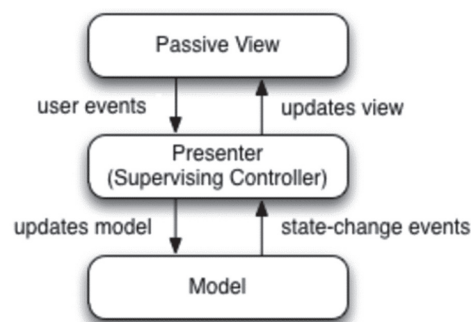 Passive View
user events
updates view
Presenter
(Supervising Controller)
updates model
state-change events
Model